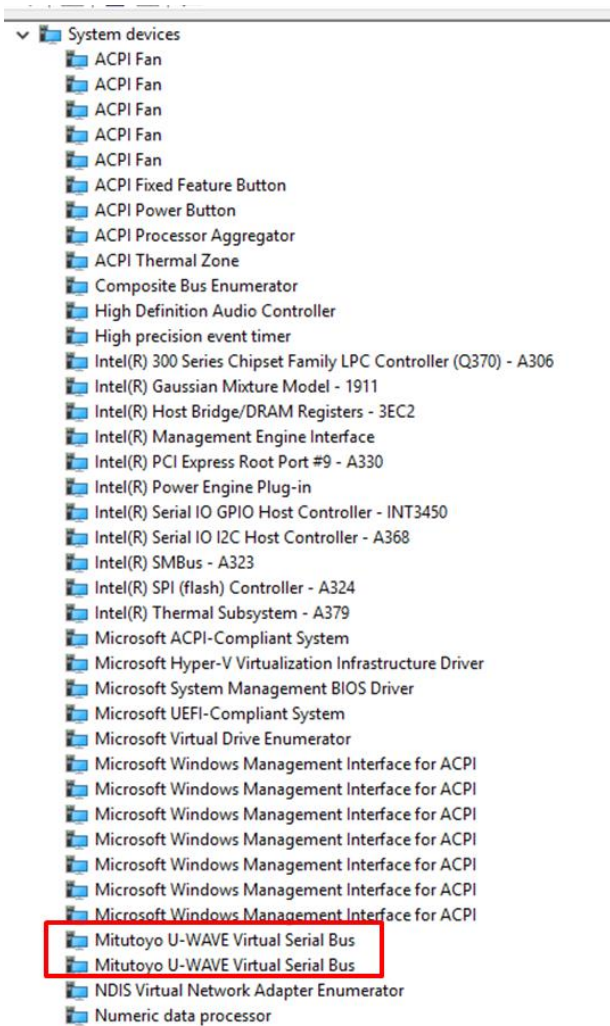 System devices
ACPI Fan
ACPI Fan
ACPI Fan
ACPI Fan
ACPI Fan
ACPI Fixed Feature Button
ACPI Power Button
ACPI Processor Aggregator
ACPI Thermal Zone
Composite Bus Enumerator
High Definition Audio Controller
High precision event timer
Intel(R) 300 Series Chipset Family LPC Controller (Q370) - A306
Intel(R) Gaussian Mixture Model - 1911
Intel(R) Host Bridge/DRAM Registers - 3EC2
Intel(R) Management Engine Interface
Intel(R) PCI Express Root Port #9 - A330
Intel(R) Power Engine Plug-in
Intel(R) Serial IO GPIO Host Controller - INT3450
Intel(R) Serial IO I2C Host Controller - A368
Intel(R) SMBus - A323
Intel(R) SPI (flash) Controller - A324
Intel(R) Thermal Subsystem - A379
Microsoft ACPI-Compliant System
Microsoft Hyper-V Virtualization Infrastructure Driver
Microsoft System Management BIOS Driver
Microsoft UEFI-Compliant System
Microsoft Virtual Drive Enumerator
Microsoft Windows Management Interface for ACPI
Microsoft Windows Management Interface for ACPI
Microsoft Windows Management Interface for ACPI
Microsoft Windows Management Interface for ACPI
Microsoft Windows Management Interface for ACPI
Microsoft Windows Management Interface for ACPI
Microsoft Windows Management Interface for ACPI
Mitutoyo U-WAVE Virtual Serial Bus
Mitutoyo U-WAVE Virtual Serial Bus
NDIS Virtual Network Adapter Enumerator
Numeric data processor